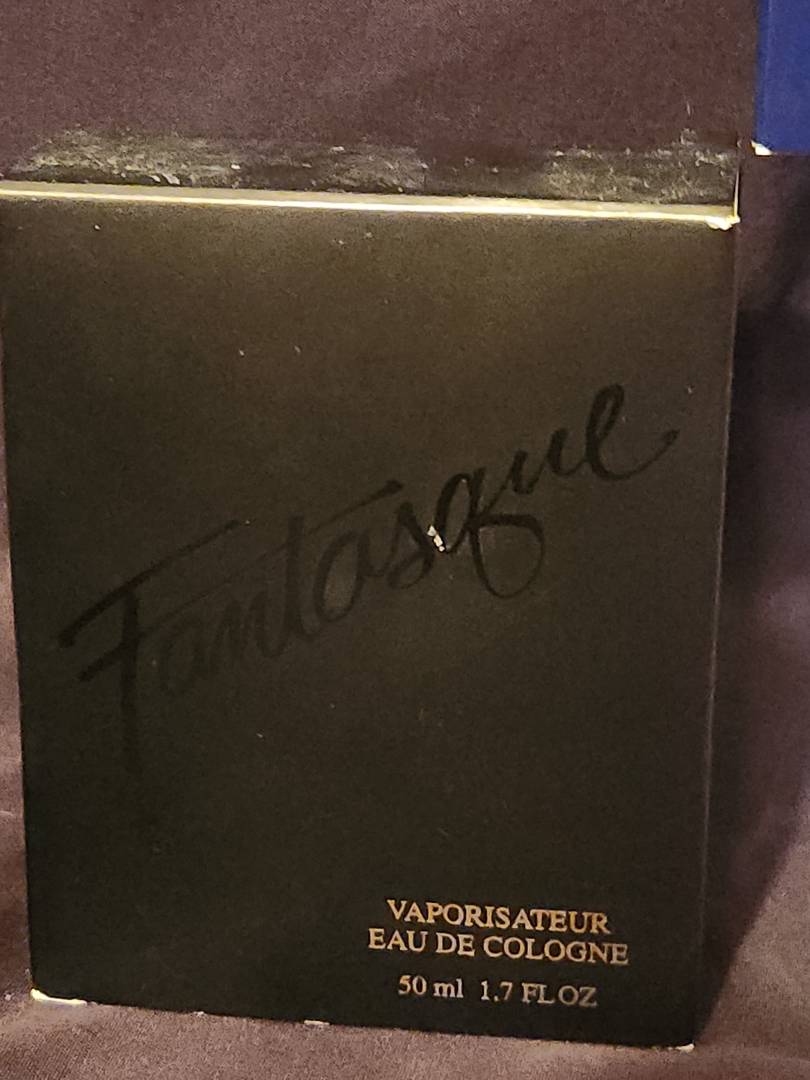 Fantasque
VAPORISATEUR
EAU DE COLOGNE
50 ml 1.7 FL OZ